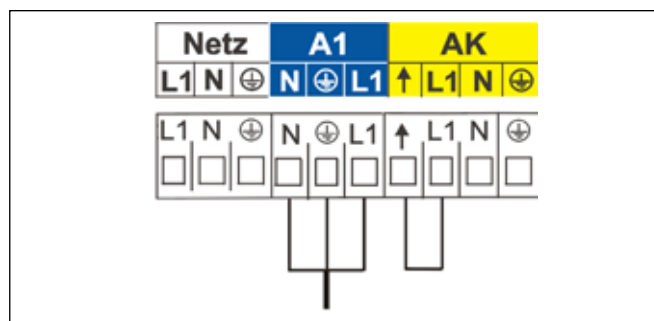 Netz A1 AK
L1 N ⏚ N ⏚ L1 ↑ L1 N ⏚
L1 N ⏚ N ⏚ L1 ↑ L1 N ⏚